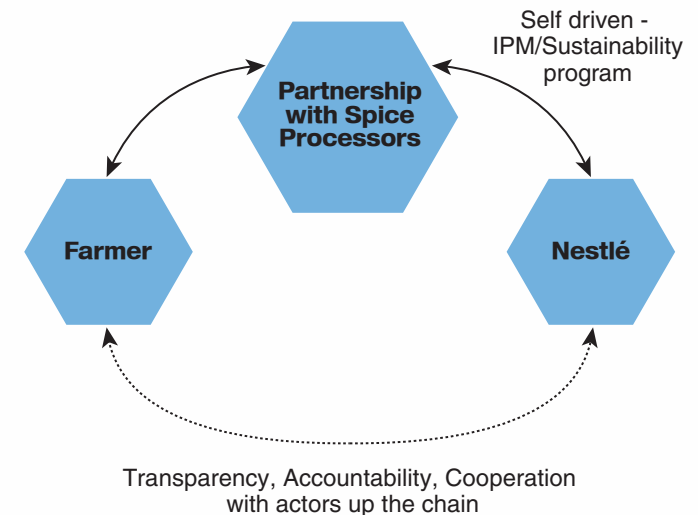 Self driven -
IPM/Sustainability
program
Partnership
with Spice
Processors
Farmer
Nestlé
Transparency, Accountability, Cooperation
with actors up the chain